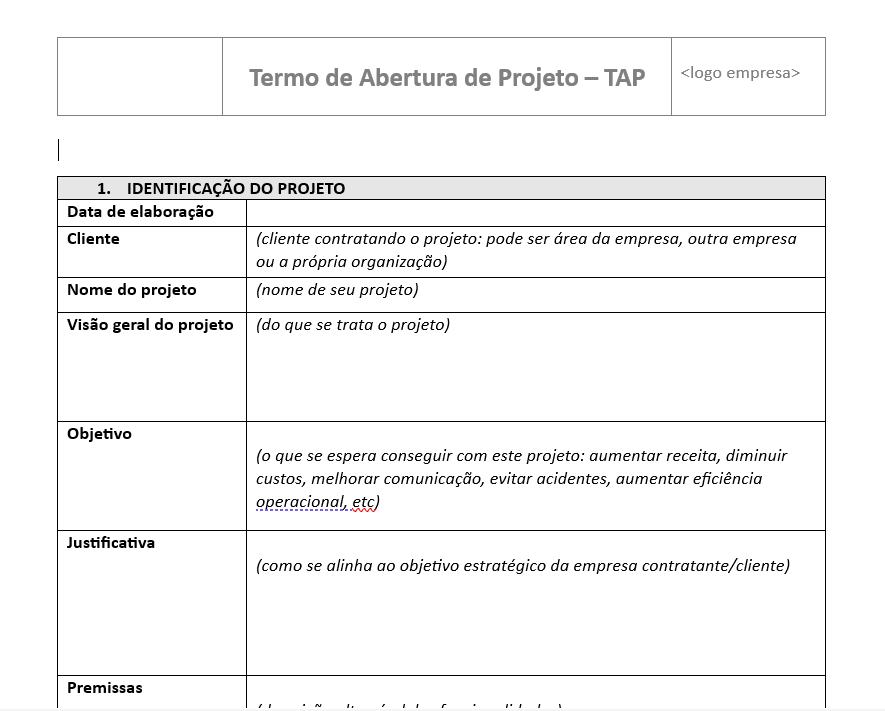 Termo de Abertura de Projeto – TAP
<logo empresa>
1. IDENTIFICAÇÃO DO PROJETO
Data de elaboração
Cliente
(cliente contratando o projeto: pode ser área da empresa, outra empresa
ou a própria organização)
Nome do projeto
(nome de seu projeto)
Visão geral do projeto
(do que se trata o projeto)
Objetivo
(o que se espera conseguir com este projeto: aumentar receita, diminuir
custos, melhorar comunicação, evitar acidentes, aumentar eficiência
operacional, etc)
Justificativa
(como se alinha ao objetivo estratégico da empresa contratante/cliente)
Premissas